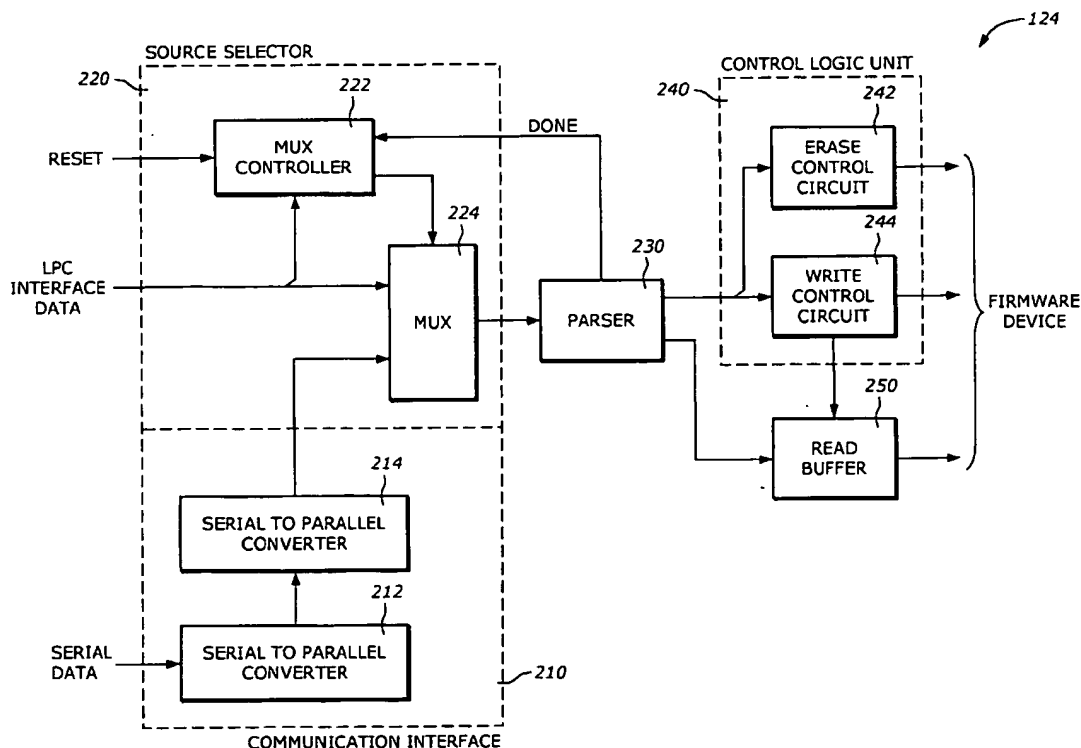 124
SOURCE SELECTOR
220
222
MUX
CONTROLLER
RESET
DONE
CONTROL LOGIC UNIT
240
242
ERASE
CONTROL
CIRCUIT
LPC
INTERFACE
DATA
224
MUX
230
PARSER
244
WRITE
CONTROL
CIRCUIT
FIRMWARE
DEVICE
250
READ
BUFFER
214
SERIAL TO PARALLEL
CONVERTER
212
SERIAL TO PARALLEL
CONVERTER
SERIAL
DATA
210
COMMUNICATION INTERFACE